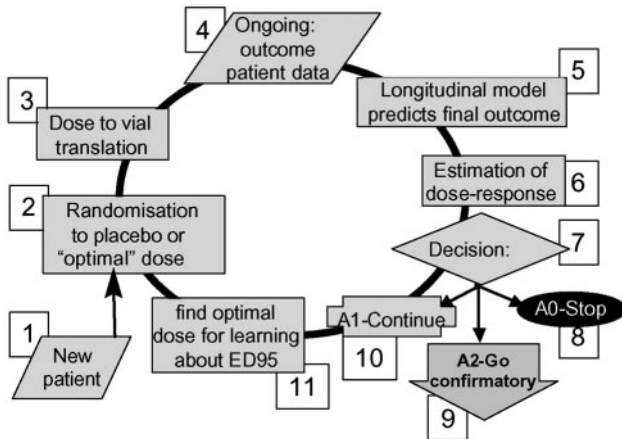 4
Ongoing:
outcome
patient data
5
Longitudinal model
predicts final outcome
3
Dose to vial
translation
6
Estimation of
dose-response
2
Randomisation
to placebo or
“optimal” dose
7
Decision:
1
New
patient
find optimal
dose for learning
about ED95
11
A1-Continue
10
A0-Stop
8
A2-Go
confirmatory
9